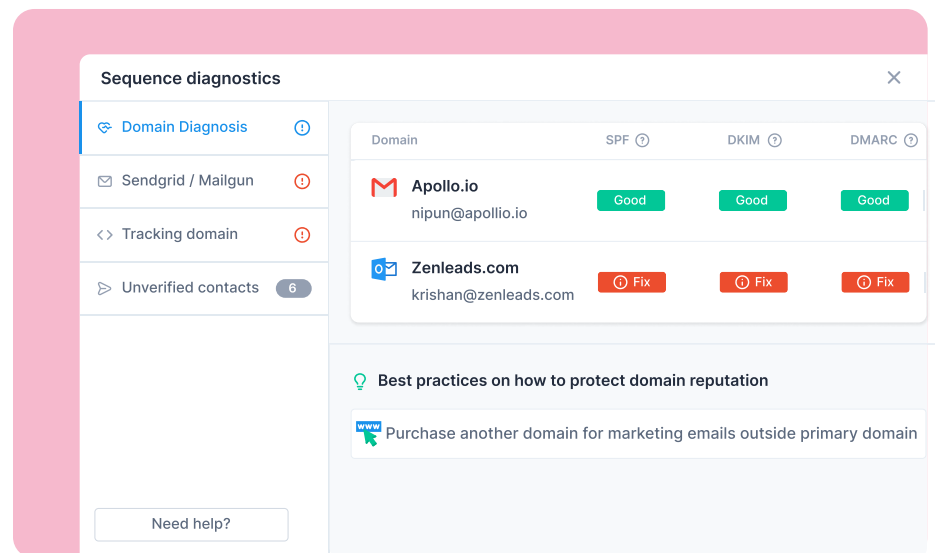 Sequence diagnostics
Domain Diagnosis
Sendgrid / Mailgun
Tracking domain
Unverified contacts 6
Need help?
Domain SPF DKIM DMARC
Apollo.io
nipun@apollio.io
Good Good Good
Zenleads.com
krishan@zenleads.com
Fix Fix Fix
Best practices on how to protect domain reputation
www
Purchase another domain for marketing emails outside primary domain